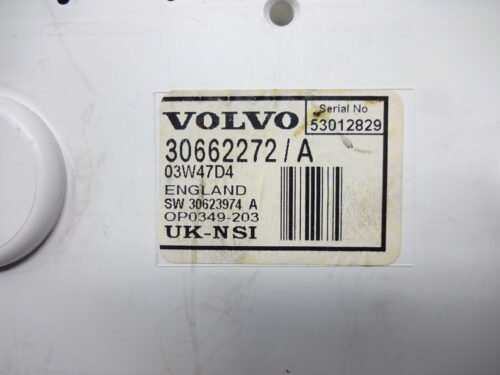 VOLVO
Serial No
53012829
30662272/A
03W47D4
ENGLAND
SW 30623974 A
OP0349-203
UK-NSI